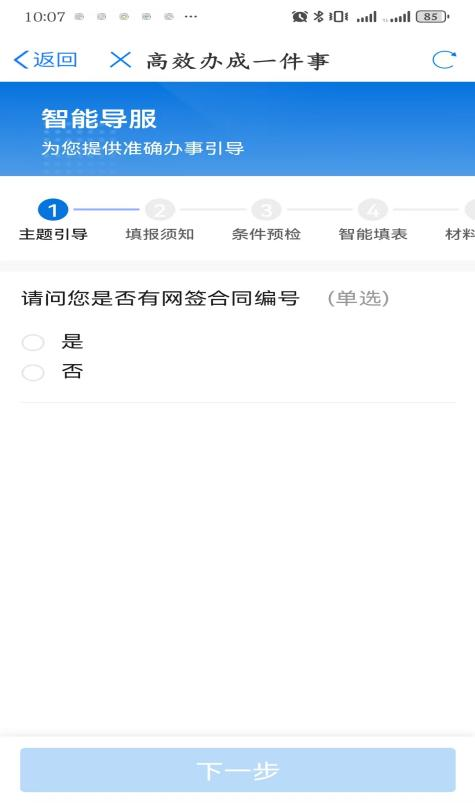 10:07 ... 85
返回 高效办成一件事
智能导服
为您提供准确办事引导
1 2 3 4
主题引导 填报须知 条件预检 智能填表 材料
请问您是否有网签合同编号 （单选）
是
否
下一步